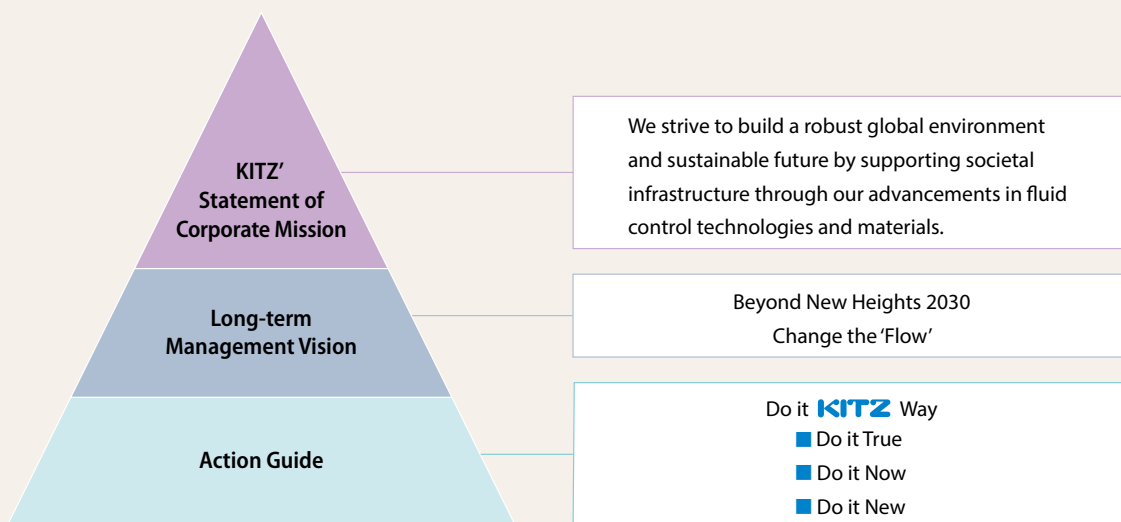 KITZ’
Statement of
Corporate Mission
We strive to build a robust global environment
and sustainable future by supporting societal
infrastructure through our advancements in fluid
control technologies and materials.
Long-term
Management Vision
Beyond New Heights 2030
Change the ‘Flow’
Action Guide
Do it KITZ Way
Do it True
Do it Now
Do it New